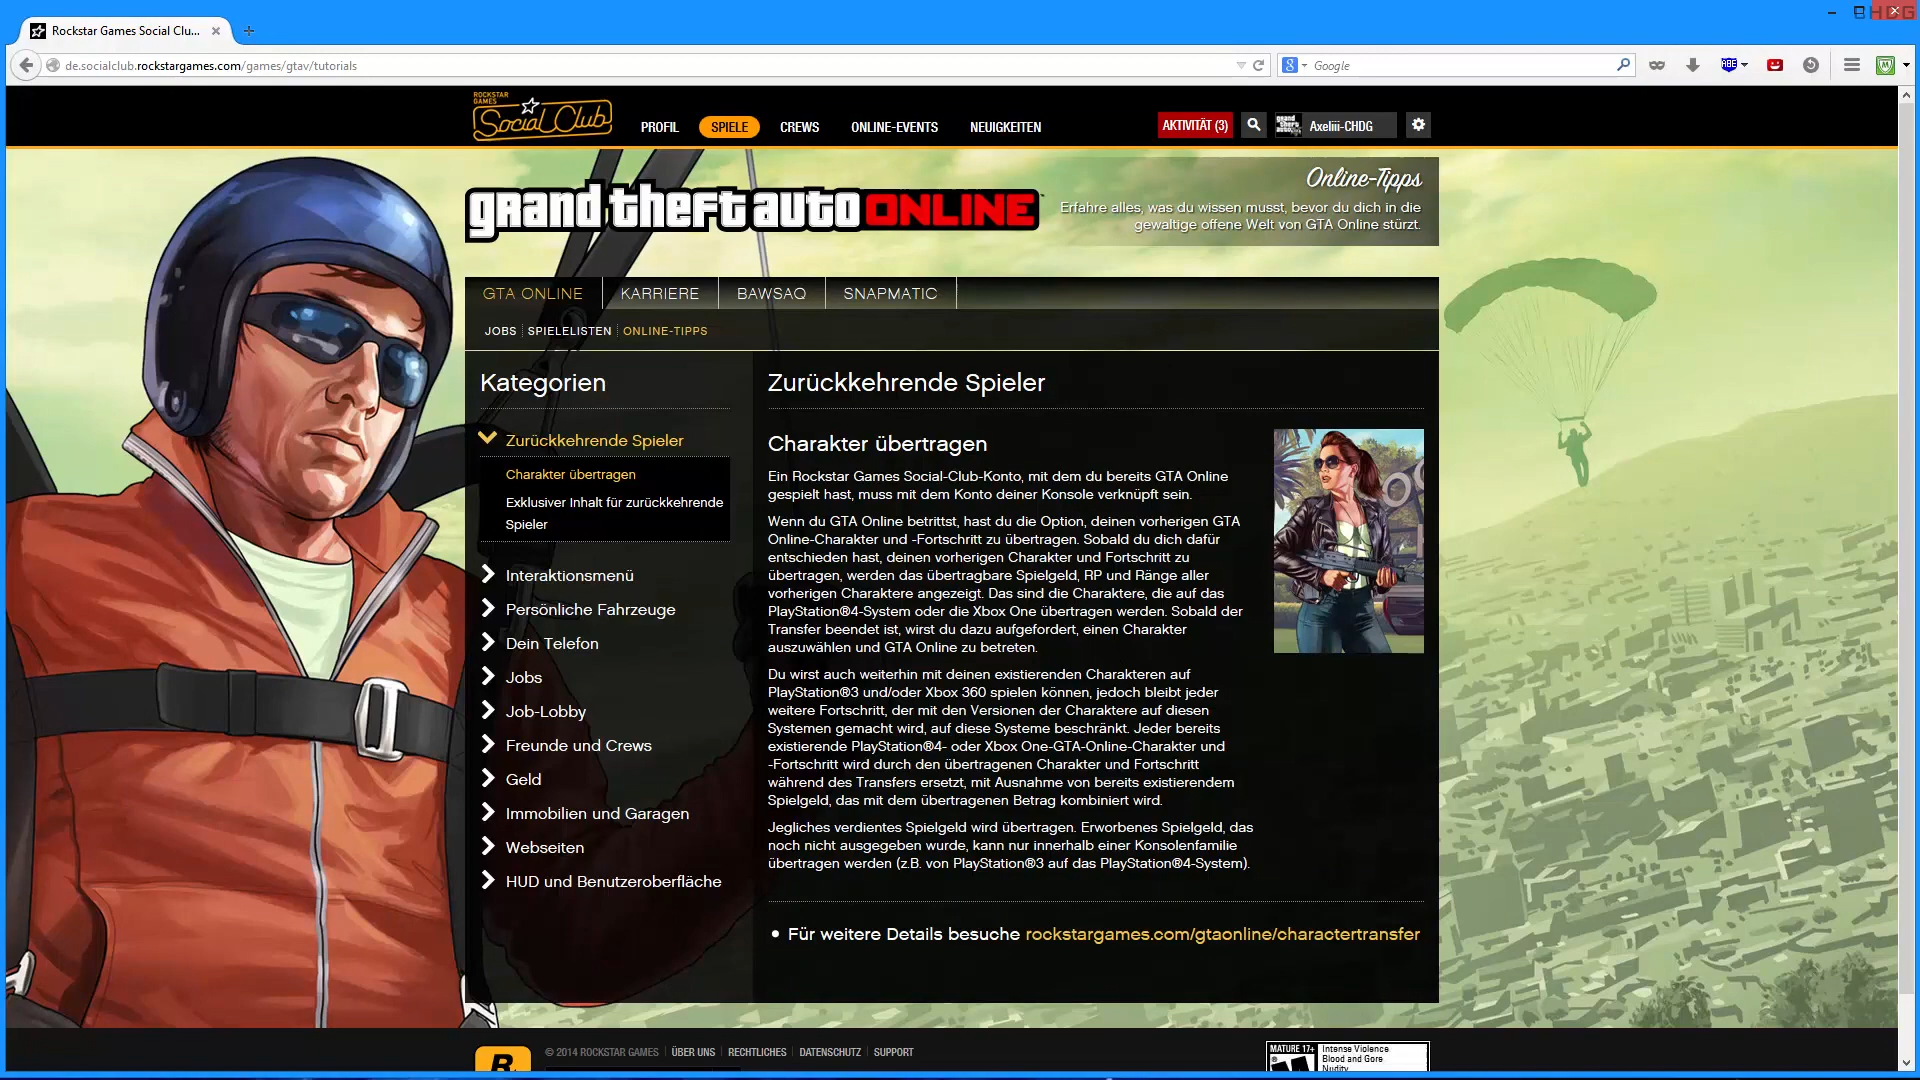 CHDG
Rockstar Games Social Clu...
de.socialclub.rockstargames.com/games/gtav/tutorials
Google
ABE
ROCKSTAR
GAMES
Social Club
PROFIL
SPIELE
CREWS
ONLINE-EVENTS
NEUIGKEITEN
AKTIVITÄT (3)
Axeliii-CHDG
grand theft auto ONLINE
Online-Tipps
Erfahre alles, was du wissen musst, bevor du dich in die
gewaltige offene Welt von GTA Online stürzt.
GTA ONLINE
KARRIERE
BAWSAQ
SNAPMATIC
JOBS
SPIELELISTEN
ONLINE-TIPPS
Kategorien
Zurückkehrende Spieler
Charakter übertragen
Exklusiver Inhalt für zurückkehrende
Spieler
Interaktionsmenü
Persönliche Fahrzeuge
Dein Telefon
Jobs
Job-Lobby
Freunde und Crews
Geld
Immobilien und Garagen
Webseiten
HUD und Benutzeroberfläche
Zurückkehrende Spieler
Charakter übertragen
Ein Rockstar Games Social-Club-Konto, mit dem du bereits GTA Online
gespielt hast, muss mit dem Konto deiner Konsole verknüpft sein.
Wenn du GTA Online betrittst, hast du die Option, deinen vorherigen GTA
Online-Charakter und -Fortschritt zu übertragen. Sobald du dich dafür
entschieden hast, deinen vorherigen Charakter und Fortschritt zu
übertragen, werden das übertragbare Spielgeld, RP und Ränge aller
vorherigen Charaktere angezeigt. Das sind die Charaktere, die auf das
PlayStation®4-System oder die Xbox One übertragen werden. Sobald der
Transfer beendet ist, wirst du dazu aufgefordert, einen Charakter
auszuwählen und GTA Online zu betreten.
Du wirst auch weiterhin mit deinen existierenden Charakteren auf
PlayStation®3 und/oder Xbox 360 spielen können, jedoch bleibt jeder
weitere Fortschritt, der mit den Versionen der Charaktere auf diesen
Systemen gemacht wird, auf diese Systeme beschränkt. Jeder bereits
existierende PlayStation®4- oder Xbox One-GTA-Online-Charakter und
-Fortschritt wird durch den übertragenen Charakter und Fortschritt
während des Transfers ersetzt, mit Ausnahme von bereits existierendem
Spielgeld, das mit dem übertragenen Betrag kombiniert wird.
Jegliches verdientes Spielgeld wird übertragen. Erworbenes Spielgeld, das
noch nicht ausgegeben wurde, kann nur innerhalb einer Konsolenfamilie
übertragen werden (z.B. von PlayStation®3 auf das PlayStation®4-System).
Für weitere Details besuche rockstargames.com/gtaonline/charactertransfer
© 2014 ROCKSTAR GAMES
ÜBER UNS
RECHTLICHES
DATENSCHUTZ
SUPPORT
MATURE 17+
Intense Violence
Blood and Gore
Nudity